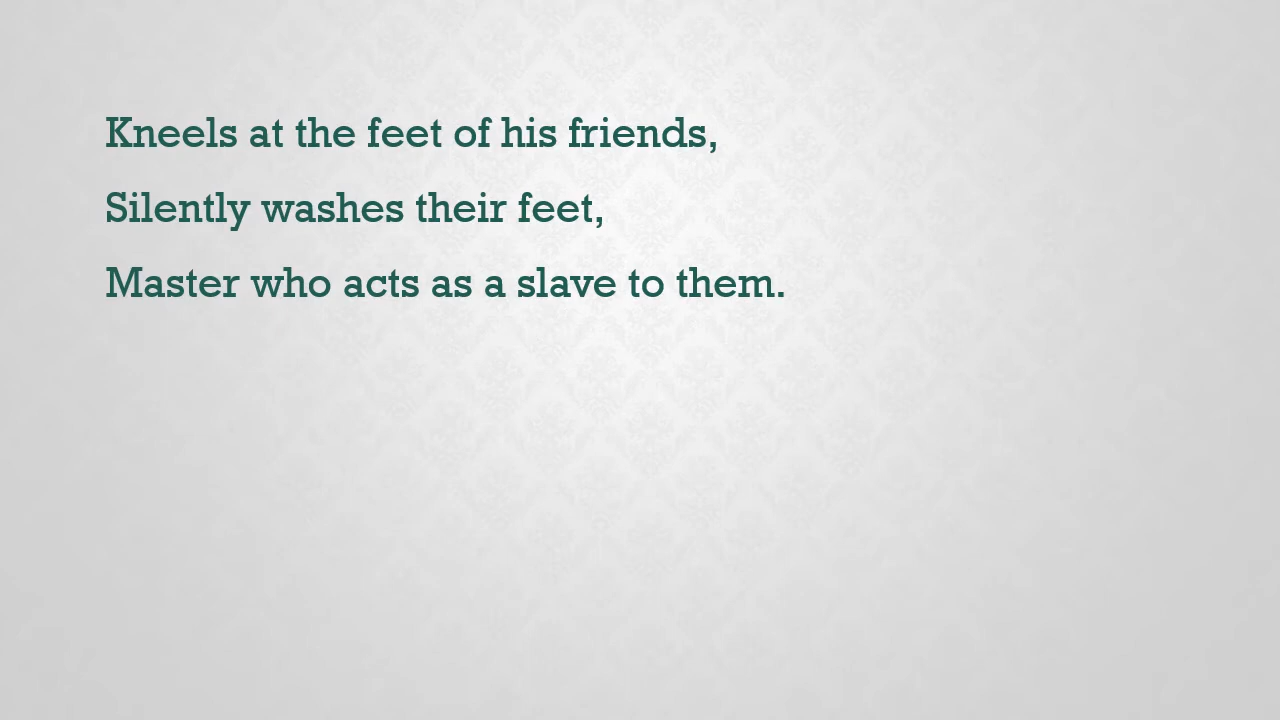 Kneels at the feet of his friends,
Silently washes their feet,
Master who acts as a slave to them.